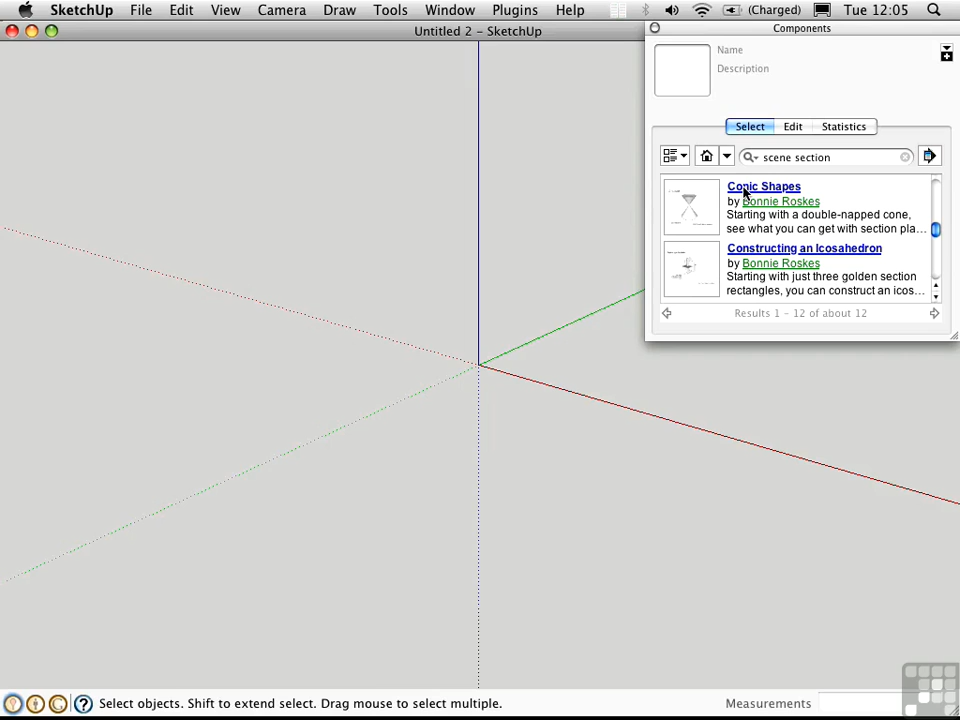 SketchUp File Edit View Camera Draw Tools Window Plugins Help (Charged) Tue 12:05
Untitled 2 – SketchUp
Components
Name
Description
Select Edit Statistics
scene section
Conic Shapes
by Bonnie Roskes
Starting with a double-napped cone,
see what you can get with section pla...
Constructing an Icosahedron
by Bonnie Roskes
Starting with just three golden section
rectangles, you can construct an icos...
Results 1 - 12 of about 12
Select objects. Shift to extend select. Drag mouse to select multiple.
Measurements